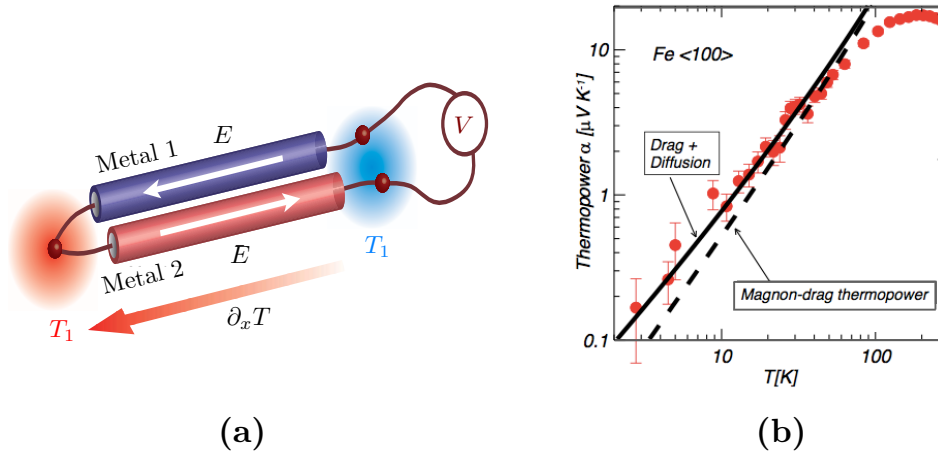 (a)
Metal 1
E
V
Metal 2
E
T₁
T₁
∂ₓT
(b)
Fe <100>
Thermopower α [μV K⁻¹]
10
1
0.1
Drag +
Diffusion
Magnon-drag thermopower
10
100
T[K]
(a)
(b)